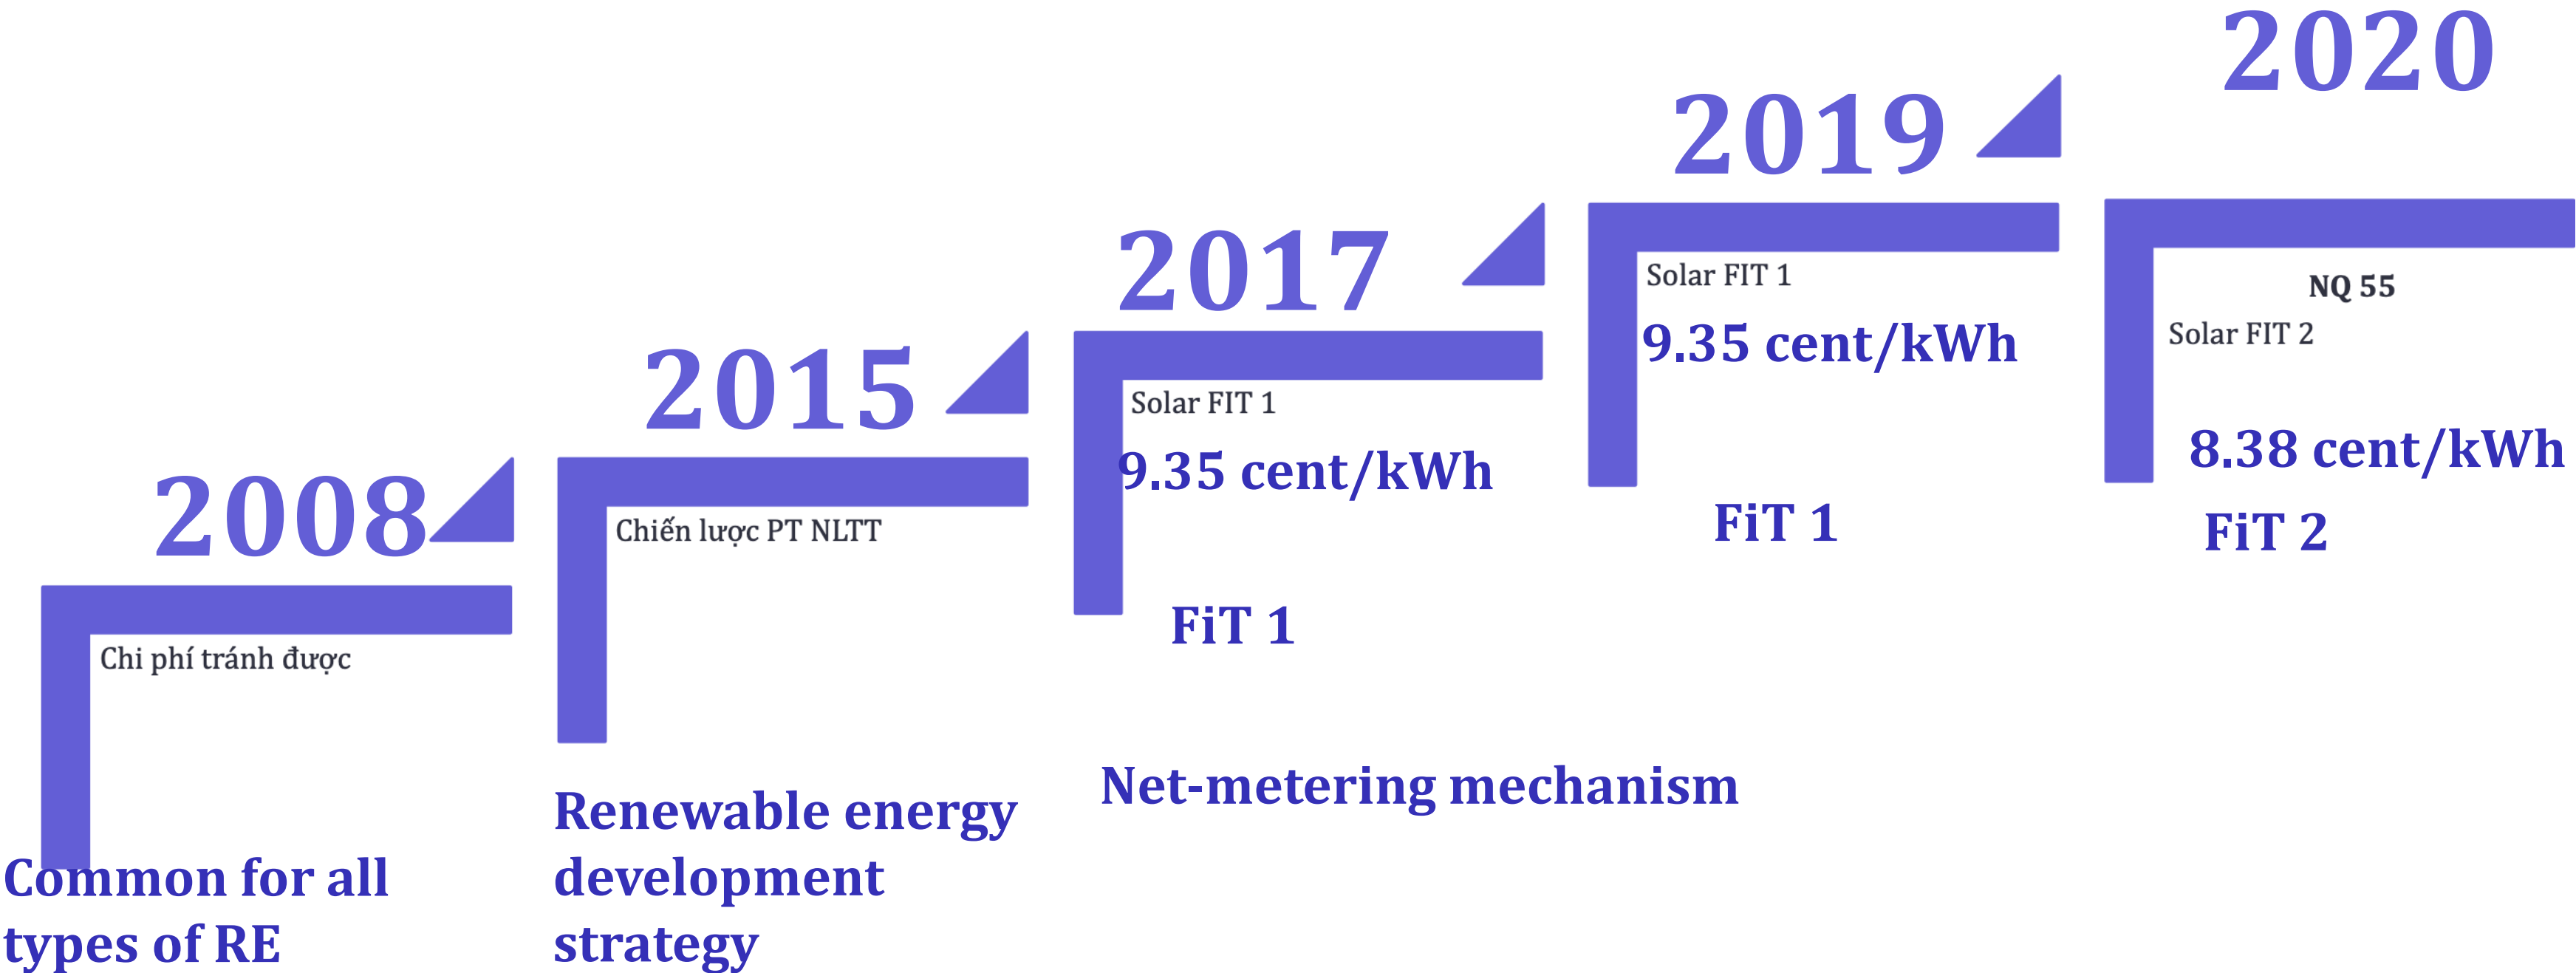 2008
Chi phí tránh được
Common for all
types of RE
2015
Chiến lược PT NLTT
Renewable energy
development
strategy
2017
Solar FIT 1
9.35 cent/kWh
FiT 1
Net-metering mechanism
2019
Solar FIT 1
9.35 cent/kWh
FiT 1
2020
NQ 55
Solar FIT 2
8.38 cent/kWh
FiT 2